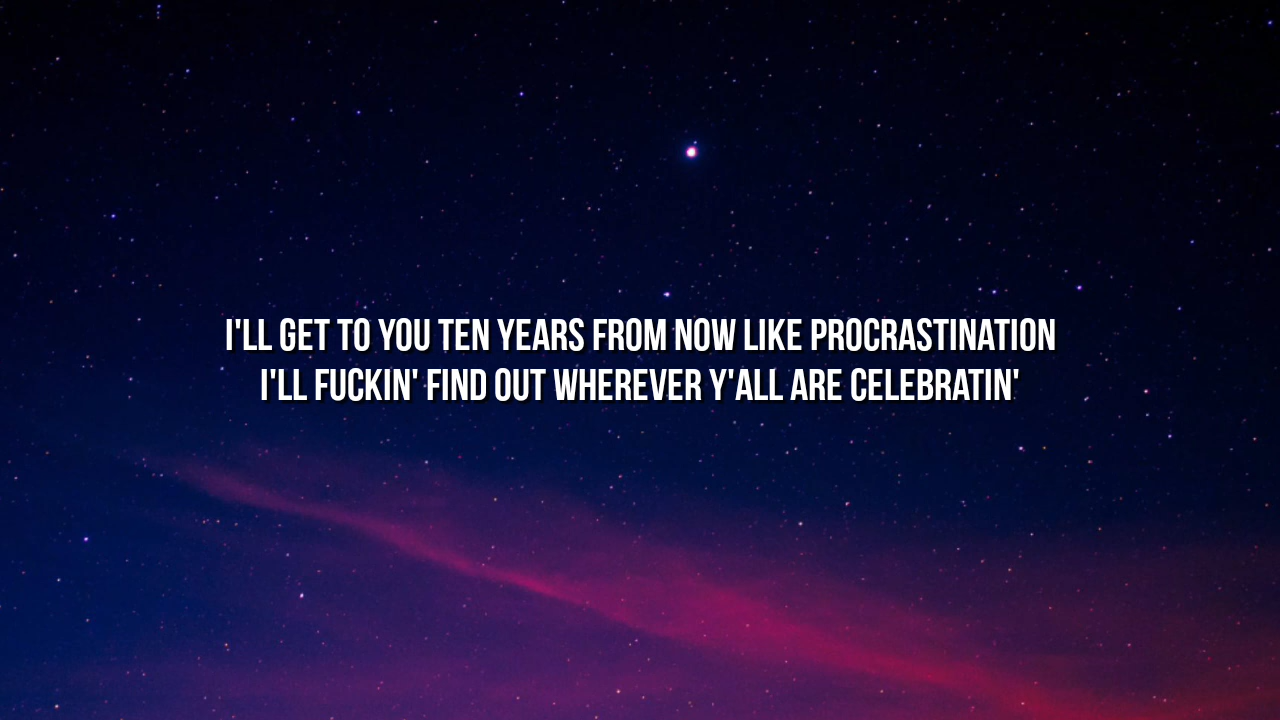 I'LL GET TO YOU TEN YEARS FROM NOW LIKE PROCRASTINATION
I'LL FUCKIN' FIND OUT WHEREVER Y'ALL ARE CELEBRATIN'